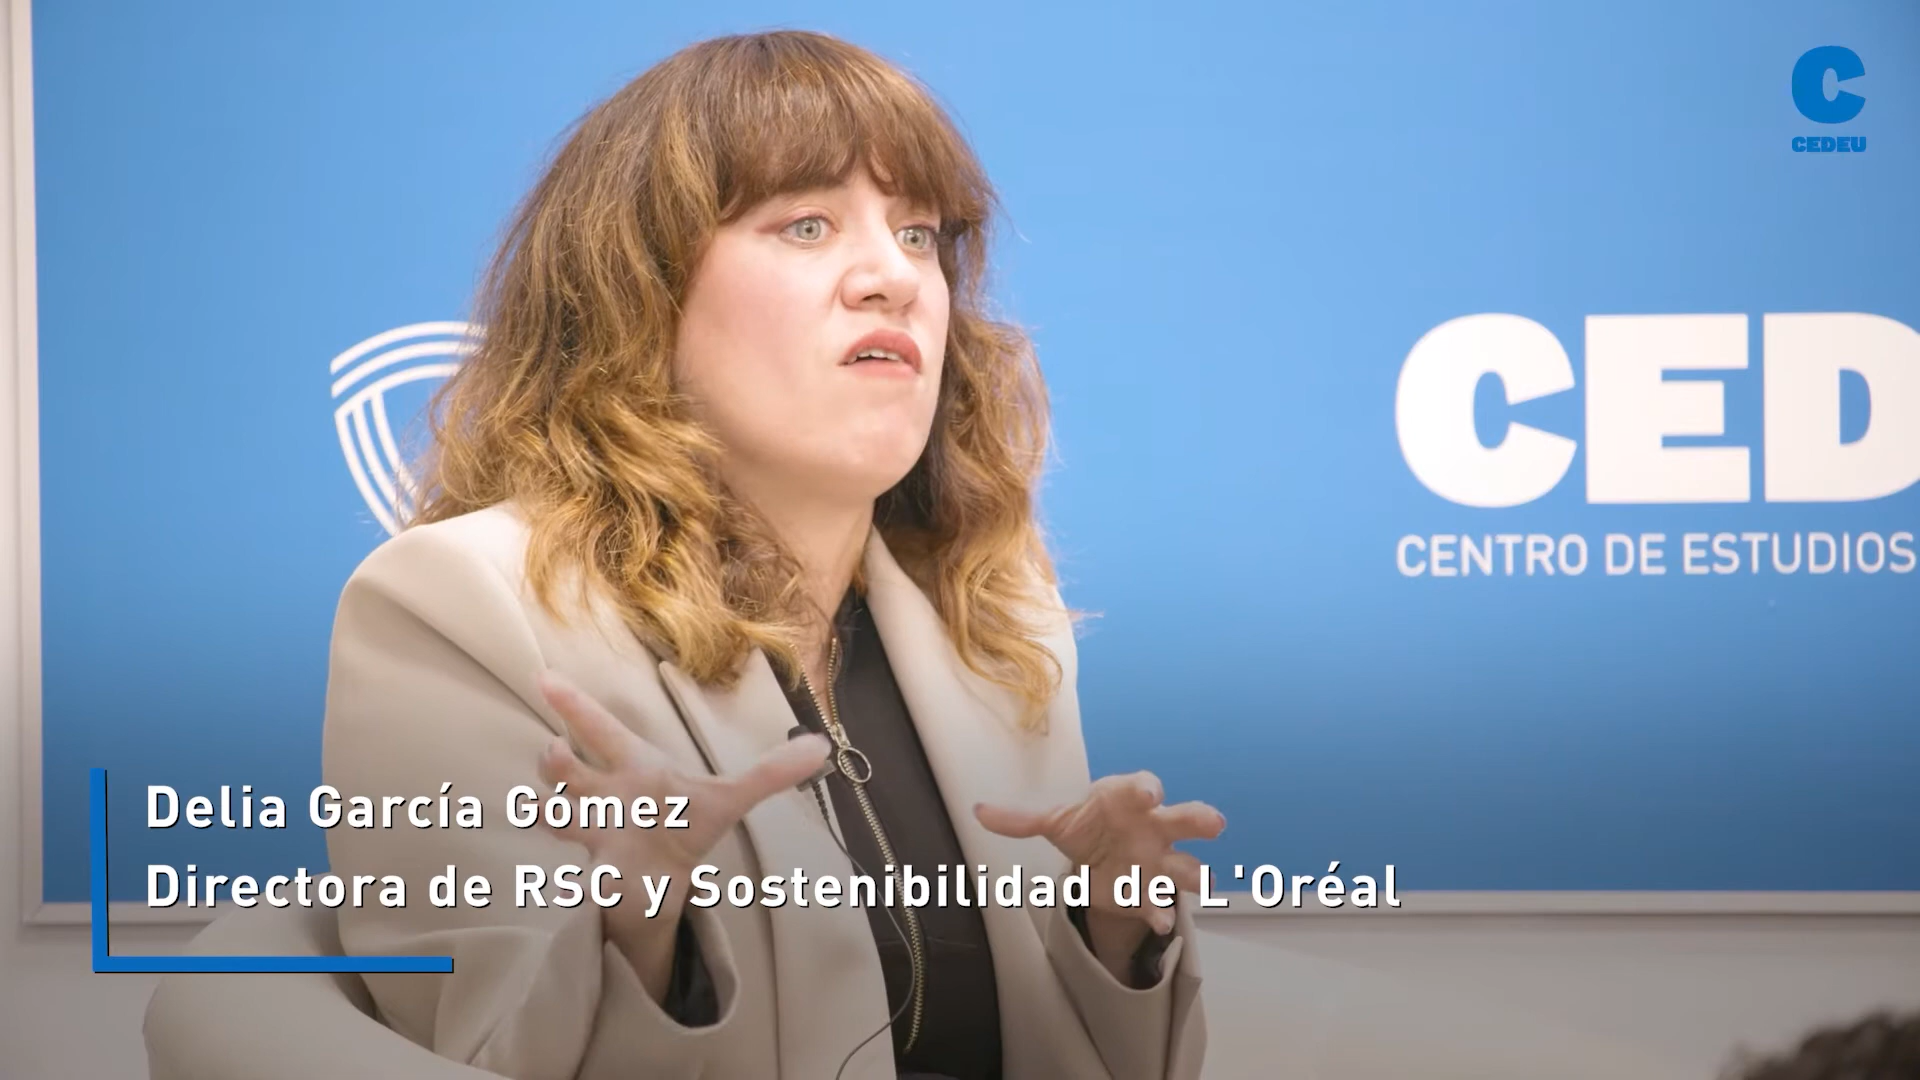 C
CEDEU
CED
CENTRO DE ESTUDIOS
Delia García Gómez
Directora de RSC y Sostenibilidad de L'Oréal